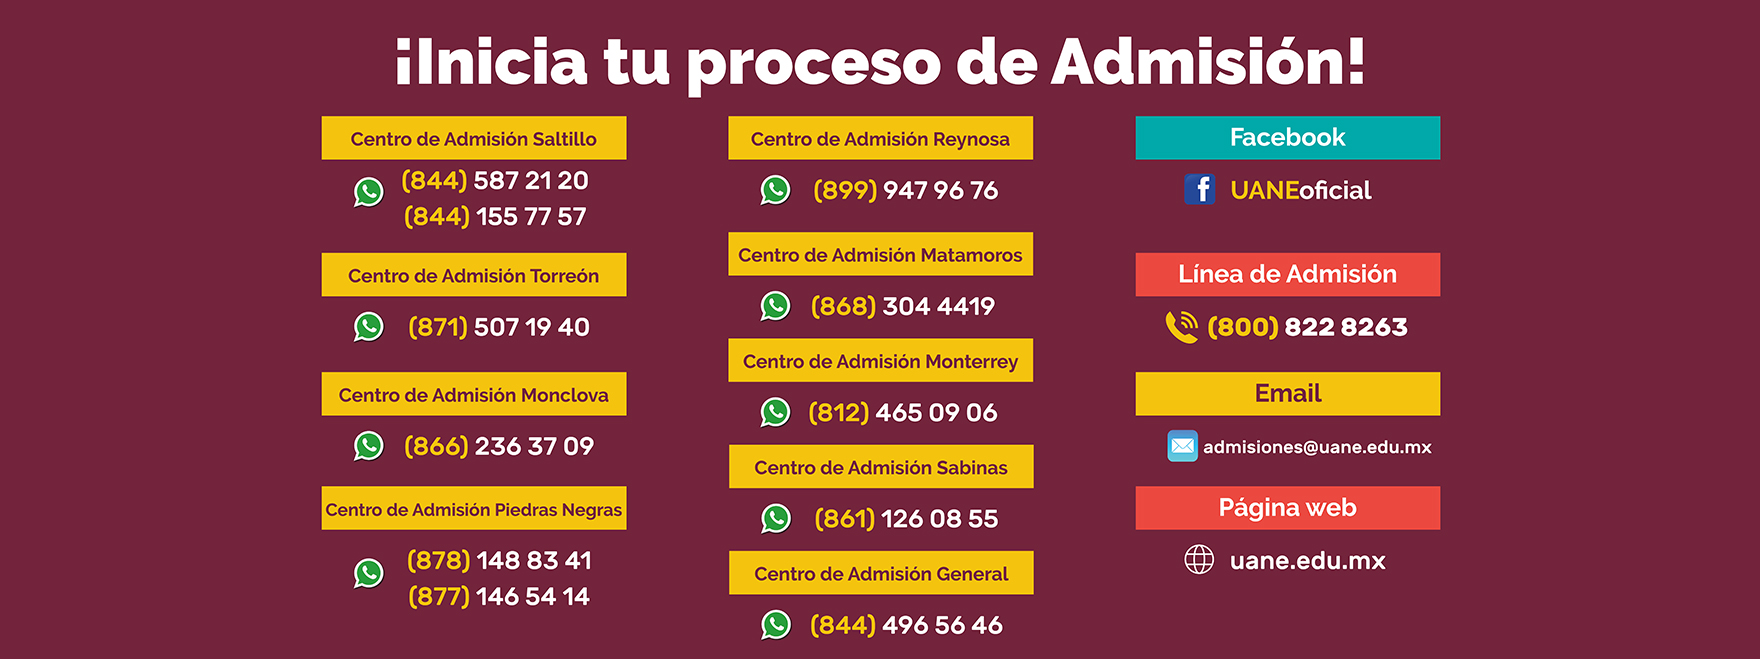 ¡Inicia tu proceso de Admisión!
Centro de Admisión Saltillo
(844) 587 21 20
(844) 155 77 57
Centro de Admisión Torreón
(871) 507 19 40
Centro de Admisión Monclova
(866) 236 37 09
Centro de Admisión Piedras Negras
(878) 148 83 41
(877) 146 54 14
Centro de Admisión Reynosa
(899) 947 96 76
Centro de Admisión Matamoros
(868) 304 4419
Centro de Admisión Monterrey
(812) 465 09 06
Centro de Admisión Sabinas
(861) 126 08 55
Centro de Admisión General
(844) 496 56 46
Facebook
UANEoficial
Línea de Admisión
(800) 822 8263
Email
admisiones@uane.edu.mx
Página web
uane.edu.mx